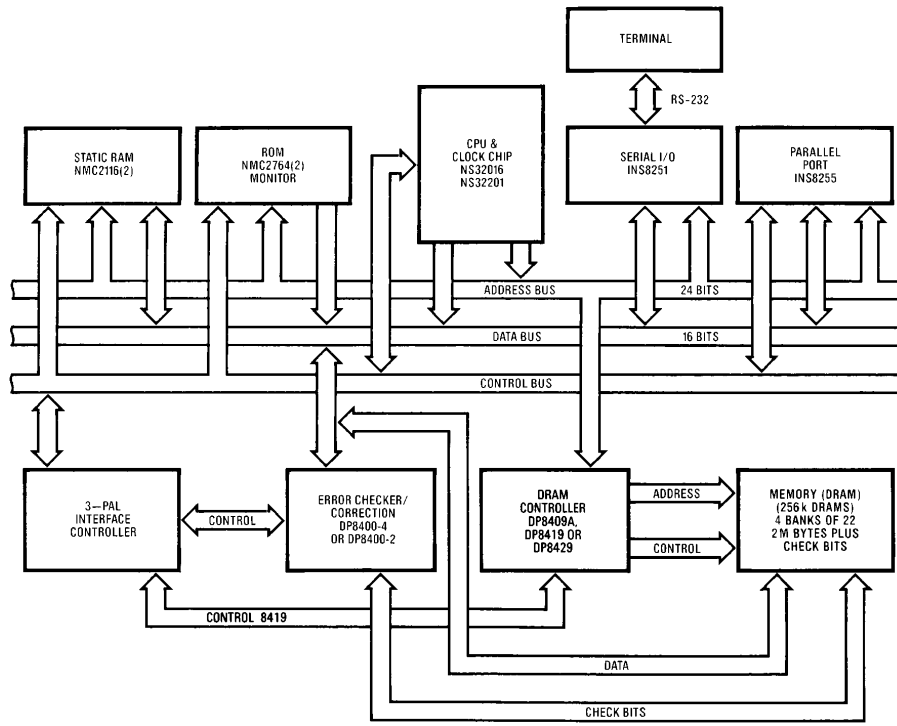 TERMINAL
RS-232
STATIC RAM
NMC2116(2)
ROM
NMC2764(2)
MONITOR
CPU &
CLOCK CHIP
NS32016
NS32201
SERIAL I/O
INS8251
PARALLEL
PORT
INS8255
ADDRESS BUS
24 BITS
DATA BUS
16 BITS
CONTROL BUS
3–PAL
INTERFACE
CONTROLLER
CONTROL
ERROR CHECKER/
CORRECTION
DP8400-4
OR DP8400-2
DRAM
CONTROLLER
DP8409A,
DP8419 OR
DP8429
ADDRESS
CONTROL
MEMORY (DRAM)
(256k DRAMS)
4 BANKS OF 22
2M BYTES PLUS
CHECK BITS
CONTROL 8419
DATA
CHECK BITS